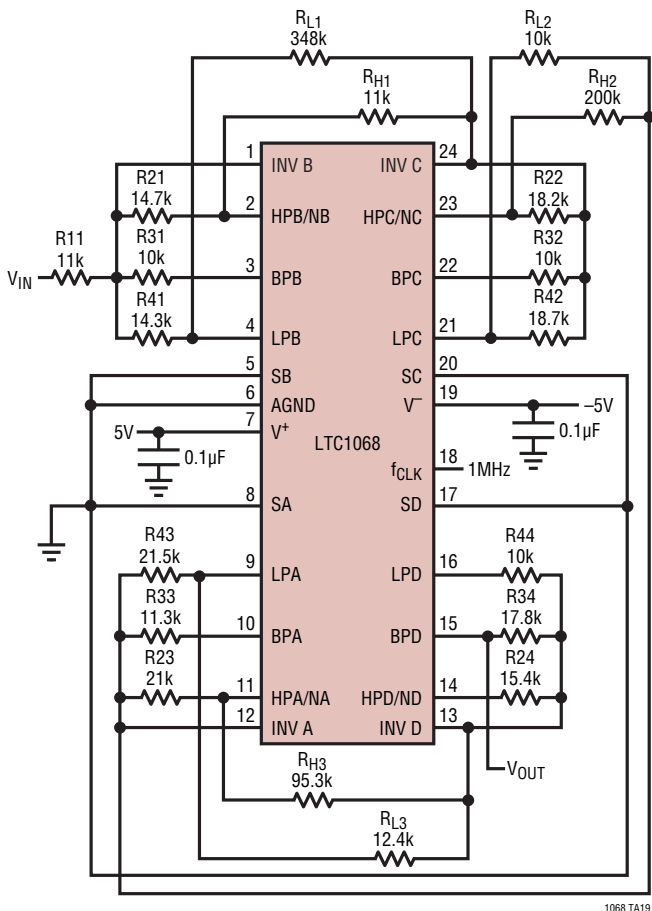 RL1
348k
RL2
10k
RH1
11k
RH2
200k
1
INV B
INV C
24
R21
14.7k
2
HPB/NB
HPC/NC
23
R22
18.2k
R11
11k
VIN
R31
10k
3
BPB
BPC
22
R32
10k
R41
14.3k
4
LPB
LPC
21
R42
18.7k
5
SB
SC
20
6
AGND
V–
19
–5V
5V
7
V+
LTC1068
0.1µF
0.1µF
fCLK
18
1MHz
8
SA
SD
17
R43
21.5k
9
LPA
LPD
16
R44
10k
R33
11.3k
10
BPA
BPD
15
R34
17.8k
R23
21k
11
HPA/NA
HPD/ND
14
R24
15.4k
12
INV A
INV D
13
VOUT
RH3
95.3k
RL3
12.4k
1068 TA19